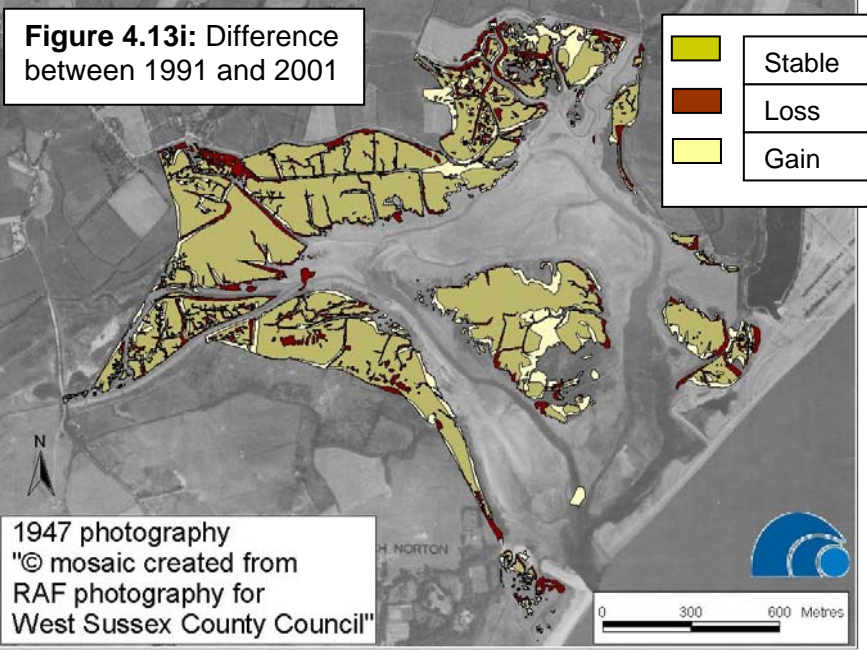 Figure 4.13i: Difference
between 1991 and 2001
Stable
Loss
Gain
N
H NORTON
1947 photography
"© mosaic created from
RAF photography for
West Sussex County Council"
0 300 600 Metres